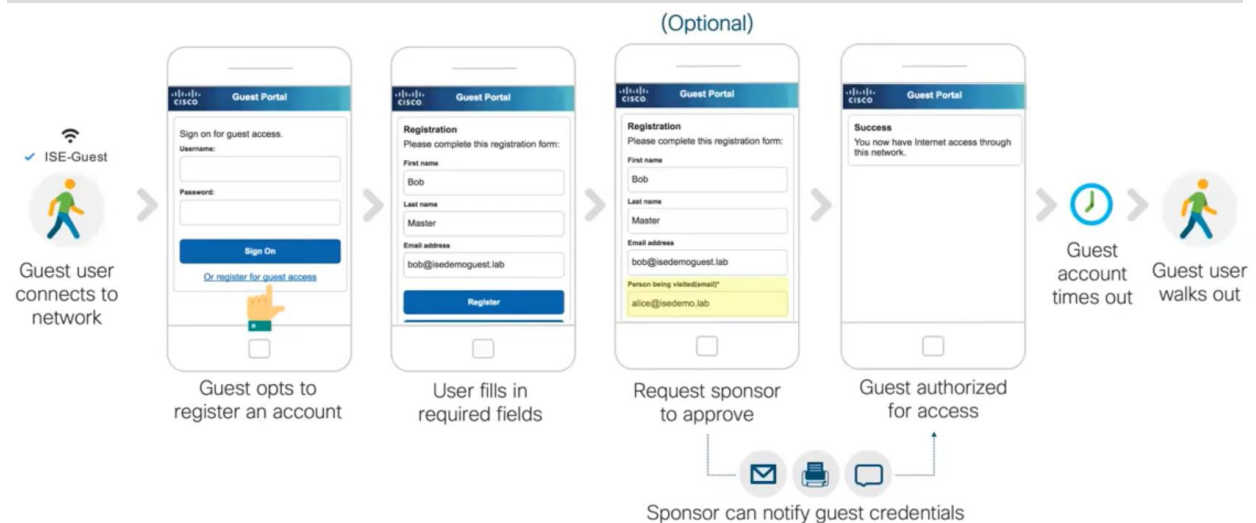 (Optional)
ISE-Guest
Guest user
connects to
network
CISCO
Guest Portal
Sign on for guest access.
Username:
Password:
Sign On
Or register for guest access
Guest opts to
register an account
CISCO
Guest Portal
Registration
Please complete this registration form:
First name
Bob
Last name
Master
Email address
bob@isedemoguest.lab
Register
User fills in
required fields
CISCO
Guest Portal
Registration
Please complete this registration form:
First name
Bob
Last name
Master
Email address
bob@isedemoguest.lab
Person being visited(email)*
alice@isedemo.lab
Request sponsor
to approve
CISCO
Guest Portal
Success
You now have Internet access through
this network.
Guest authorized
for access
Sponsor can notify guest credentials
Guest
account
times out
Guest user
walks out